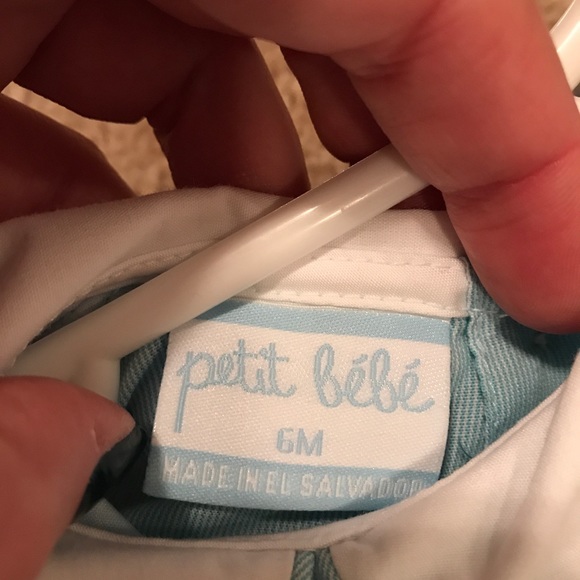 petit bébé
6M
MADE IN EL SALVADOR